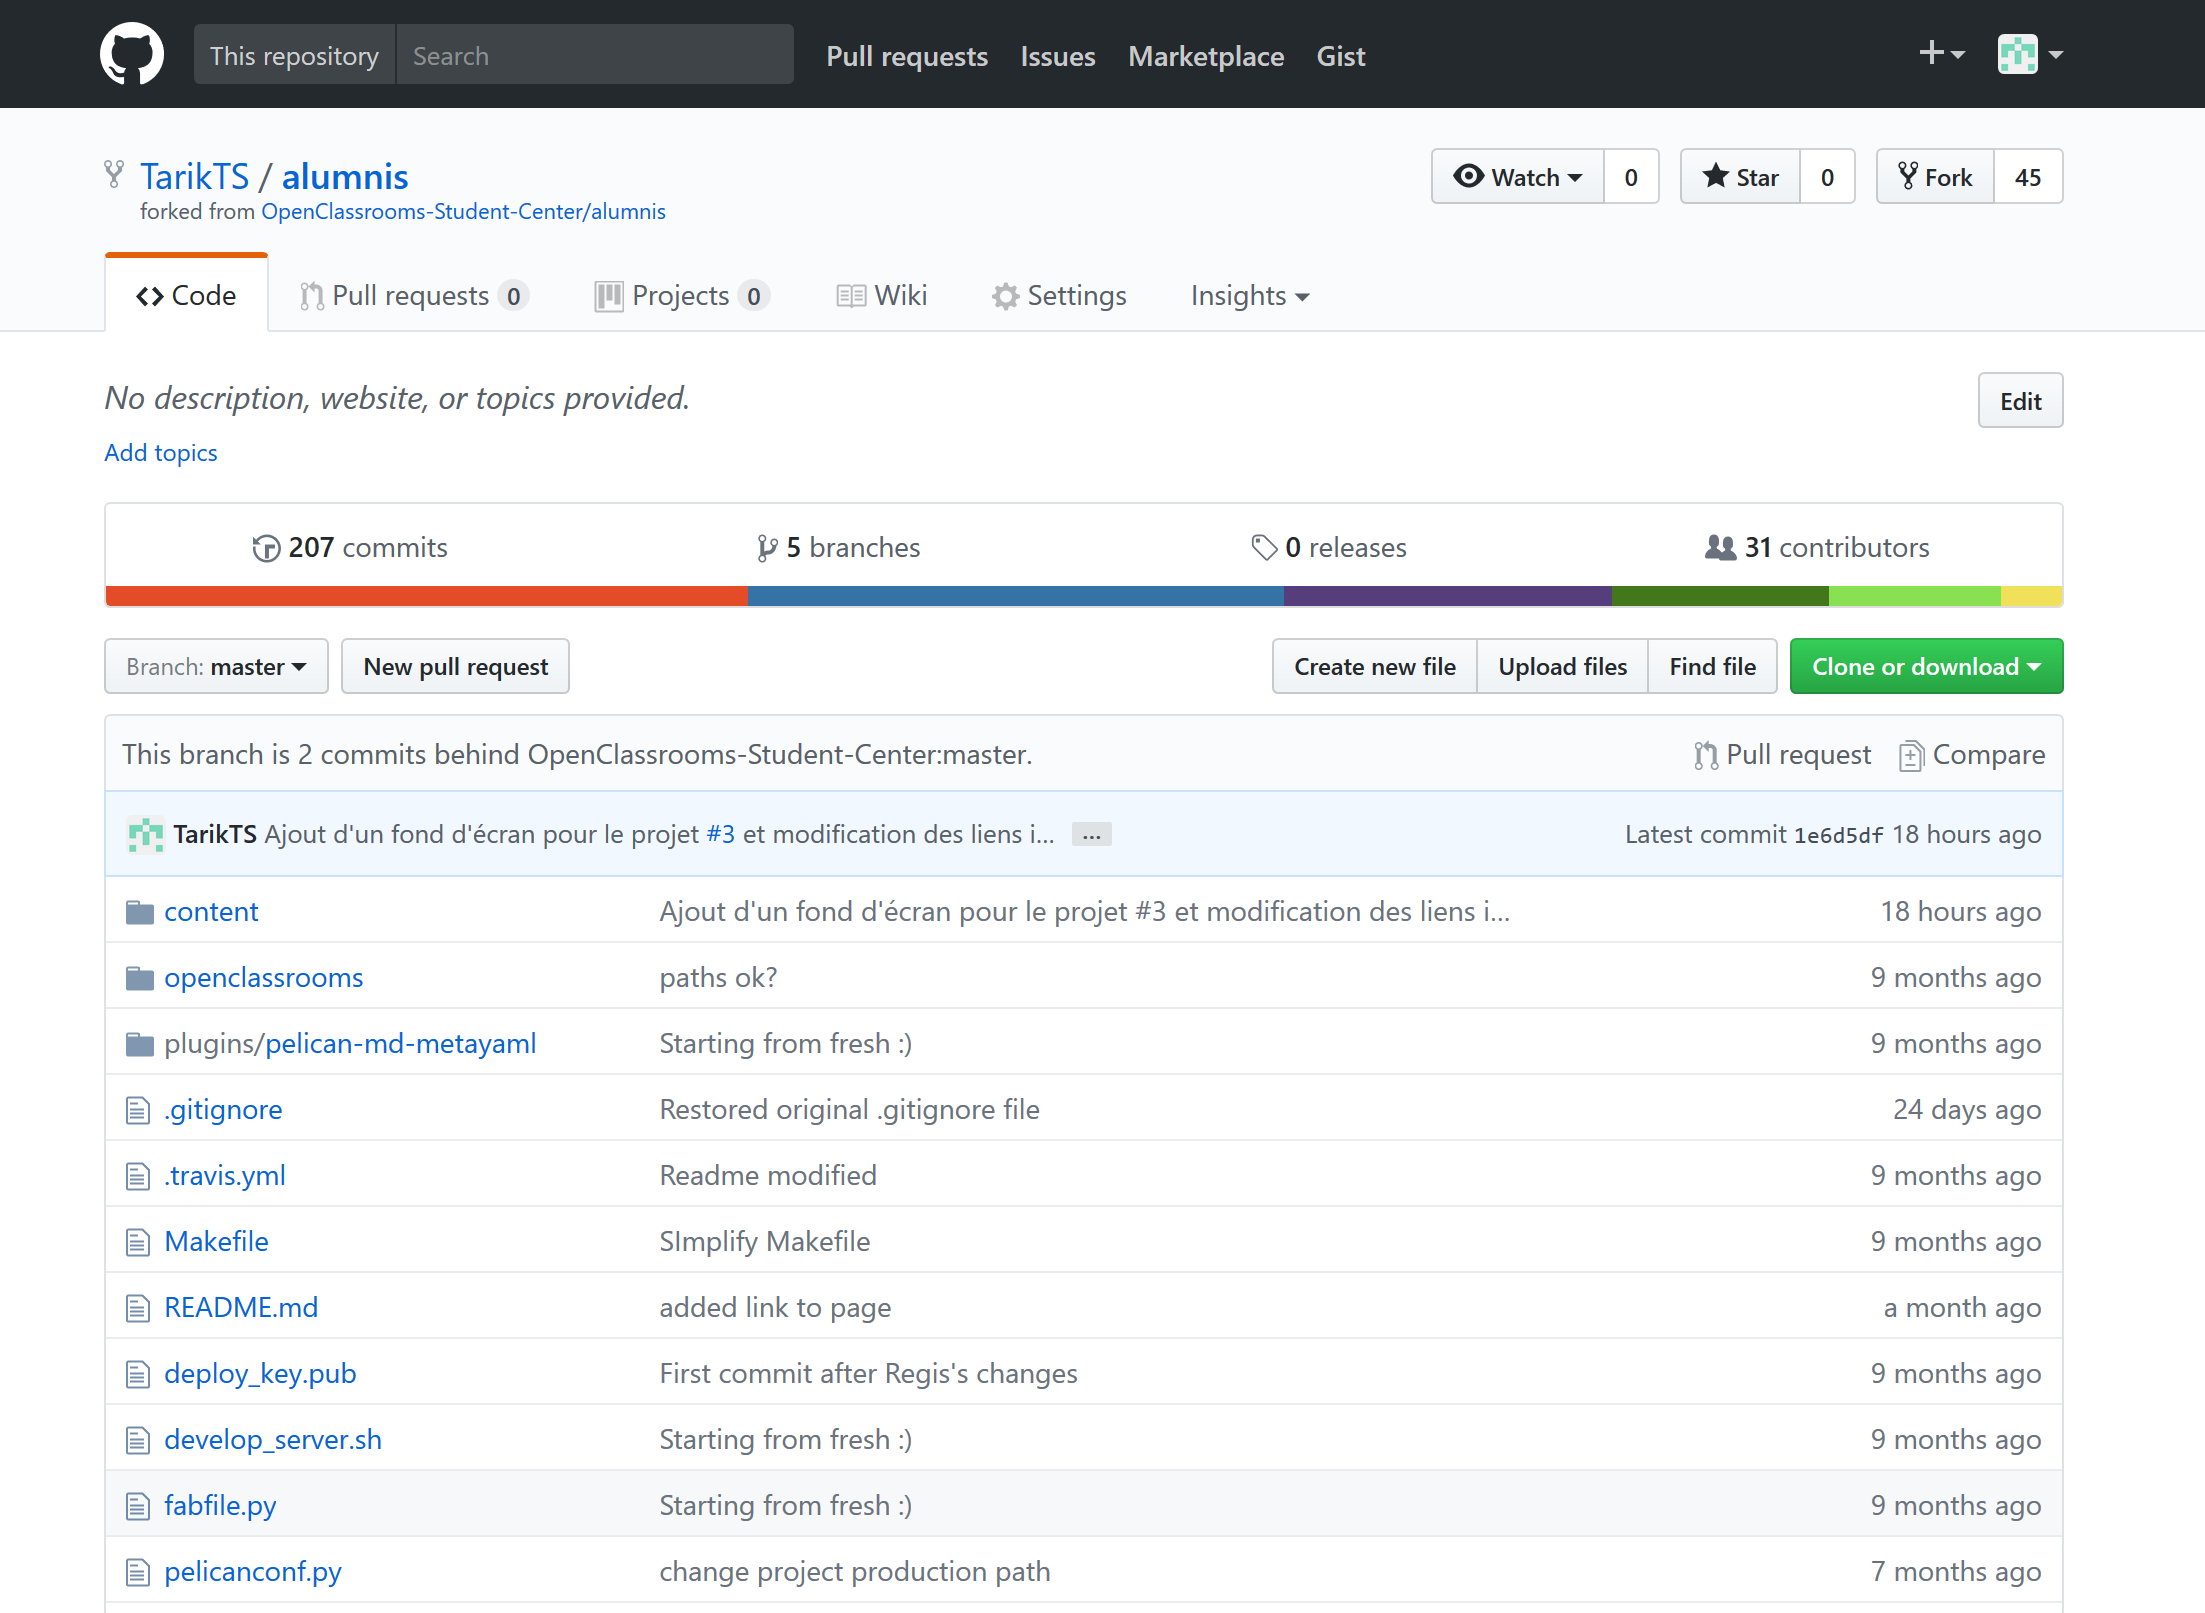 This repository Search Pull requests Issues Marketplace Gist
TarikTS / alumnis
Watch 0 Star 0 Fork 45
forked from OpenClassrooms-Student-Center/alumnis
Code Pull requests 0 Projects 0 Wiki Settings Insights
No description, website, or topics provided.
Edit
Add topics
207 commits 5 branches 0 releases 31 contributors
Branch: master New pull request Create new file Upload files Find file Clone or download
This branch is 2 commits behind OpenClassrooms-Student-Center:master. Pull request Compare
TarikTS Ajout d'un fond d'écran pour le projet #3 et modification des liens i... ... Latest commit 1e6d5df 18 hours ago
content Ajout d'un fond d'écran pour le projet #3 et modification des liens i... 18 hours ago
openclassrooms paths ok? 9 months ago
plugins/pelican-md-metayaml Starting from fresh :) 9 months ago
.gitignore Restored original .gitignore file 24 days ago
.travis.yml Readme modified 9 months ago
Makefile SImplify Makefile 9 months ago
README.md added link to page a month ago
deploy_key.pub First commit after Regis's changes 9 months ago
develop_server.sh Starting from fresh :) 9 months ago
fabfile.py Starting from fresh :) 9 months ago
pelicanconf.py change project production path 7 months ago